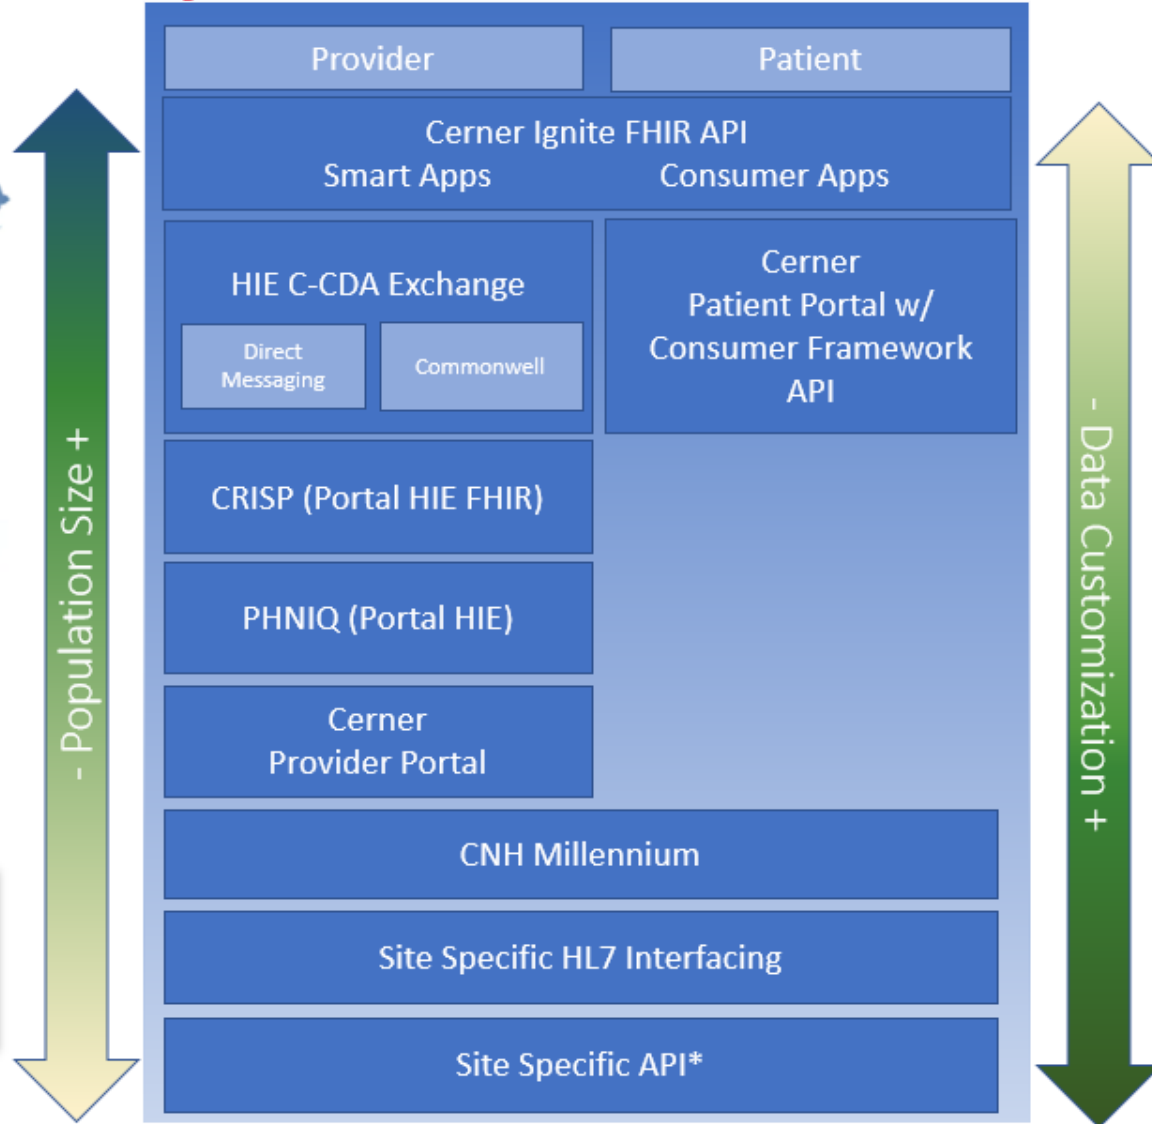 Provider
Patient
Cerner Ignite FHIR API
Smart Apps
Consumer Apps
HIE C-CDA Exchange
Direct
Messaging
Commonwell
Cerner
Patient Portal w/
Consumer Framework
API
CRISP (Portal HIE FHIR)
PHNIQ (Portal HIE)
Cerner
Provider Portal
CNH Millennium
Site Specific HL7 Interfacing
Site Specific API*
- Population Size +
- Data Customization +